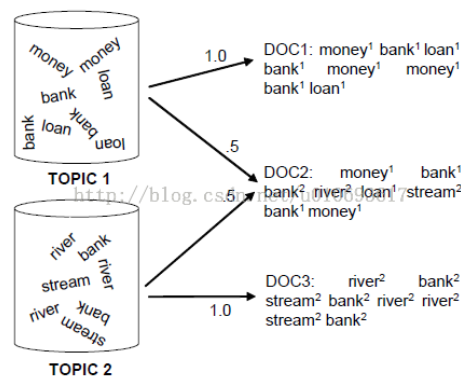 money
money
loan
bank
bank
bank
loan
loan
TOPIC 1
river
bank
river
stream
river
bank
stream
TOPIC 2
1.0
.5
.5
1.0
DOC1: money¹ bank¹ loan¹
bank¹ money¹ money¹
bank¹ loan¹
DOC2: money¹ bank¹
bank² river² loan¹ stream²
bank¹ money¹
DOC3: river² bank²
stream² bank² river² river²
stream² bank²